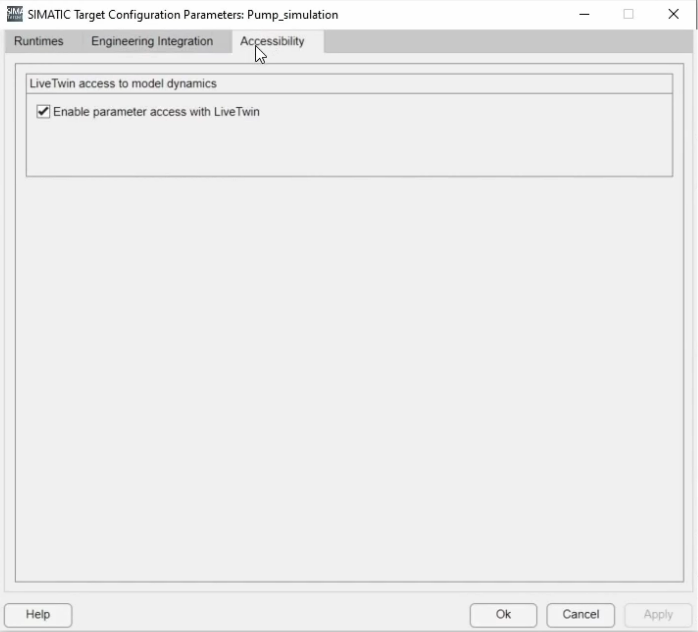 SIMATIC Target Configuration Parameters: Pump_simulation
Runtimes Engineering Integration Accessibility
LiveTwin access to model dynamics
Enable parameter access with LiveTwin
Help Ok Cancel Apply